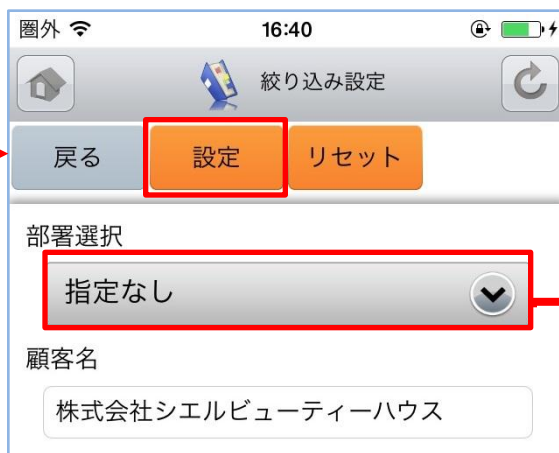 圏外 16:40
絞り込み設定
戻る 設定 リセット
部署選択
指定なし
顧客名
株式会社シエルビューティーハウス